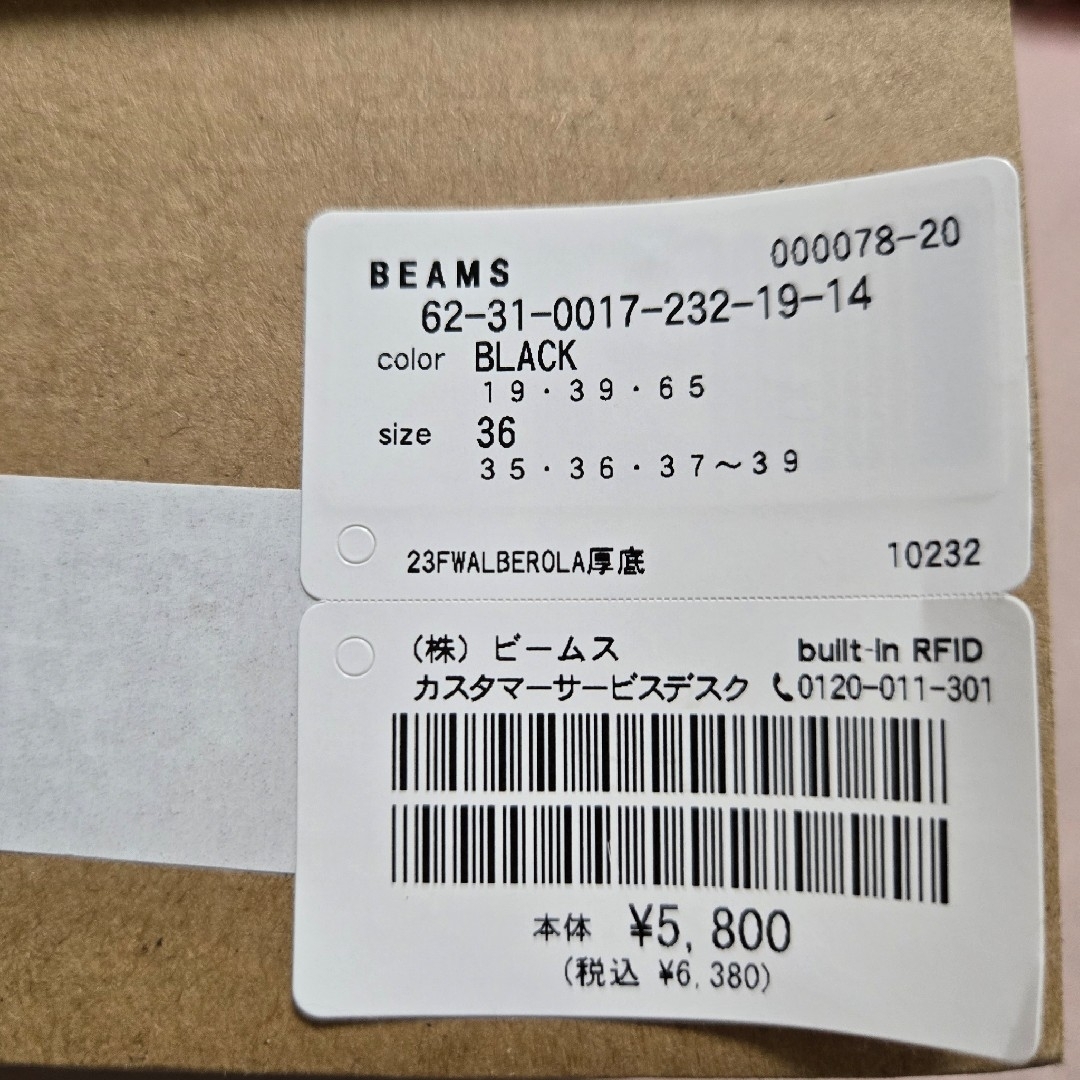 BEAMS 000078-20
62-31-0017-232-19-14
color BLACK
19・39・65
size 36
35・36・37～39
23FWALBEROLA厚底 10232
(株) ビームス built-in RFID
カスタマーサービスデスク 0120-011-301
本体 ¥5,800
(税込 ¥6,380)